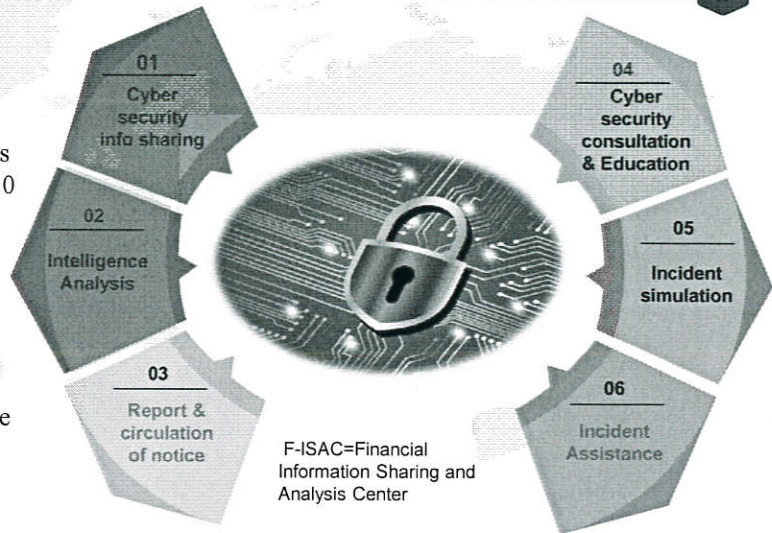 01
Cyber
security
info sharing
02
Intelligence
Analysis
03
Report &
circulation
of notice
s
0
e
F-ISAC=Financial
Information Sharing and
Analysis Center
04
Cyber
security
consultation
& Education
05
Incident
simulation
06
Incident
Assistance